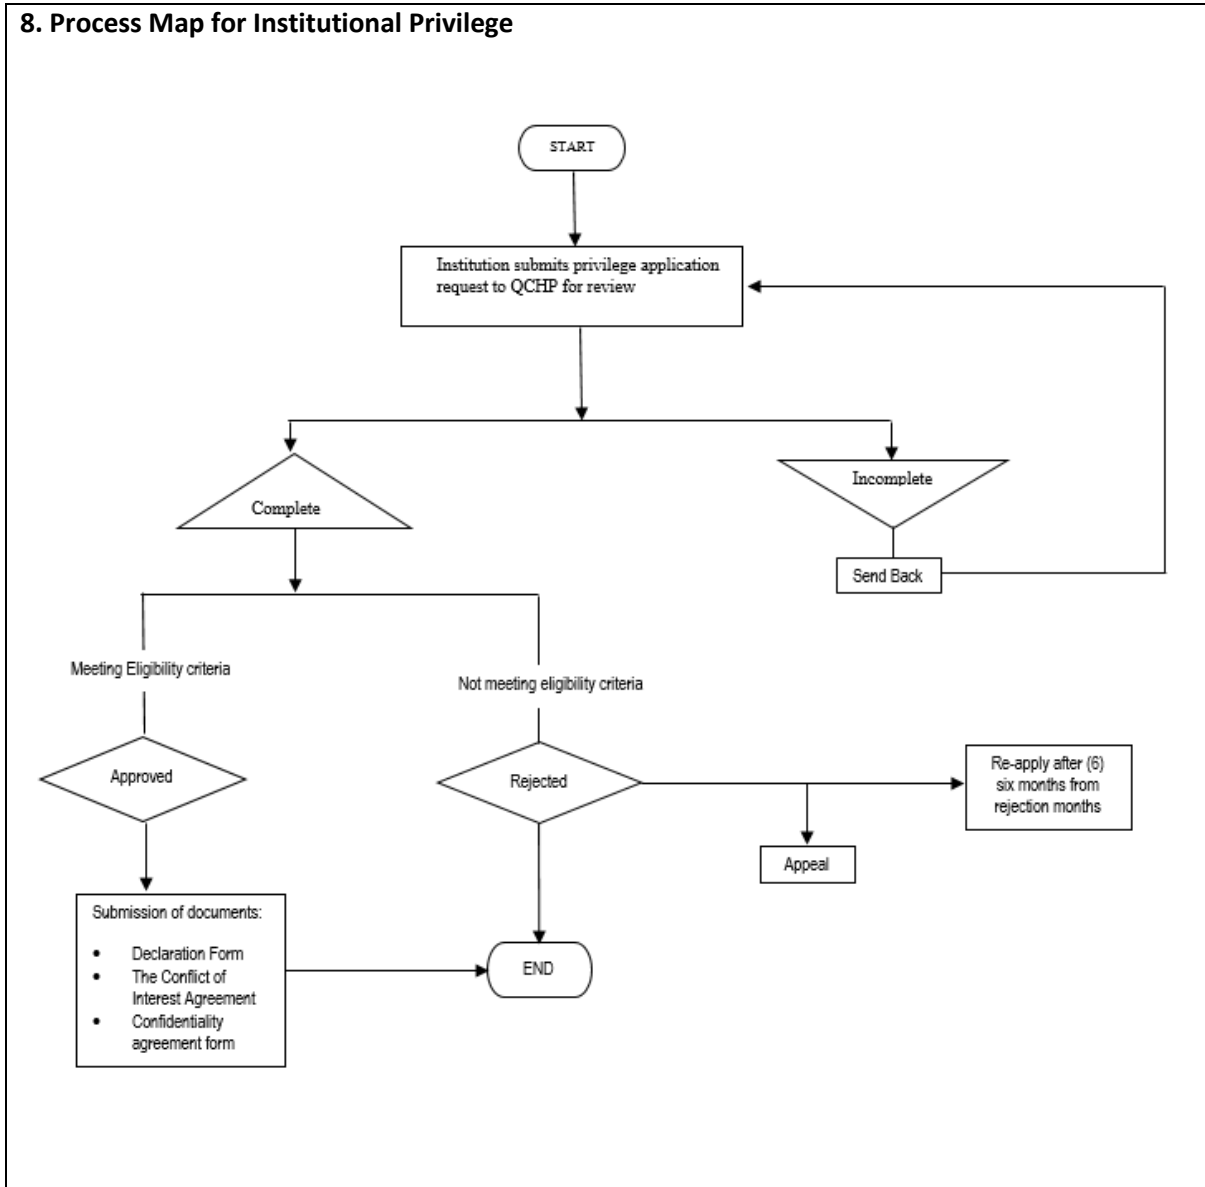 8. Process Map for Institutional Privilege
START
Institution submits privilege application
request to QCHP for review
Complete
Incomplete
Send Back
Meeting Eligibility criteria
Not meeting eligibility criteria
Approved
Rejected
Re-apply after (6)
six months from
rejection months
Appeal
Submission of documents:
• Declaration Form
• The Conflict of
Interest Agreement
• Confidentiality
agreement form
END